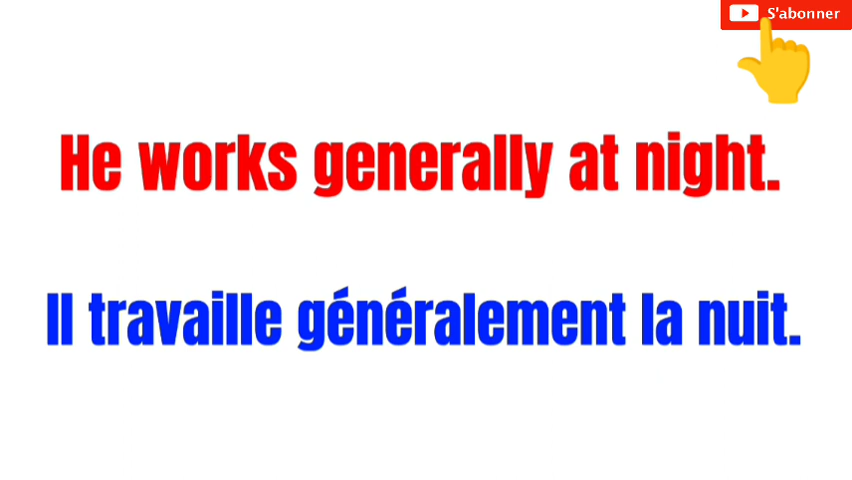 S'abonner
He works generally at night.
Il travaille généralement la nuit.